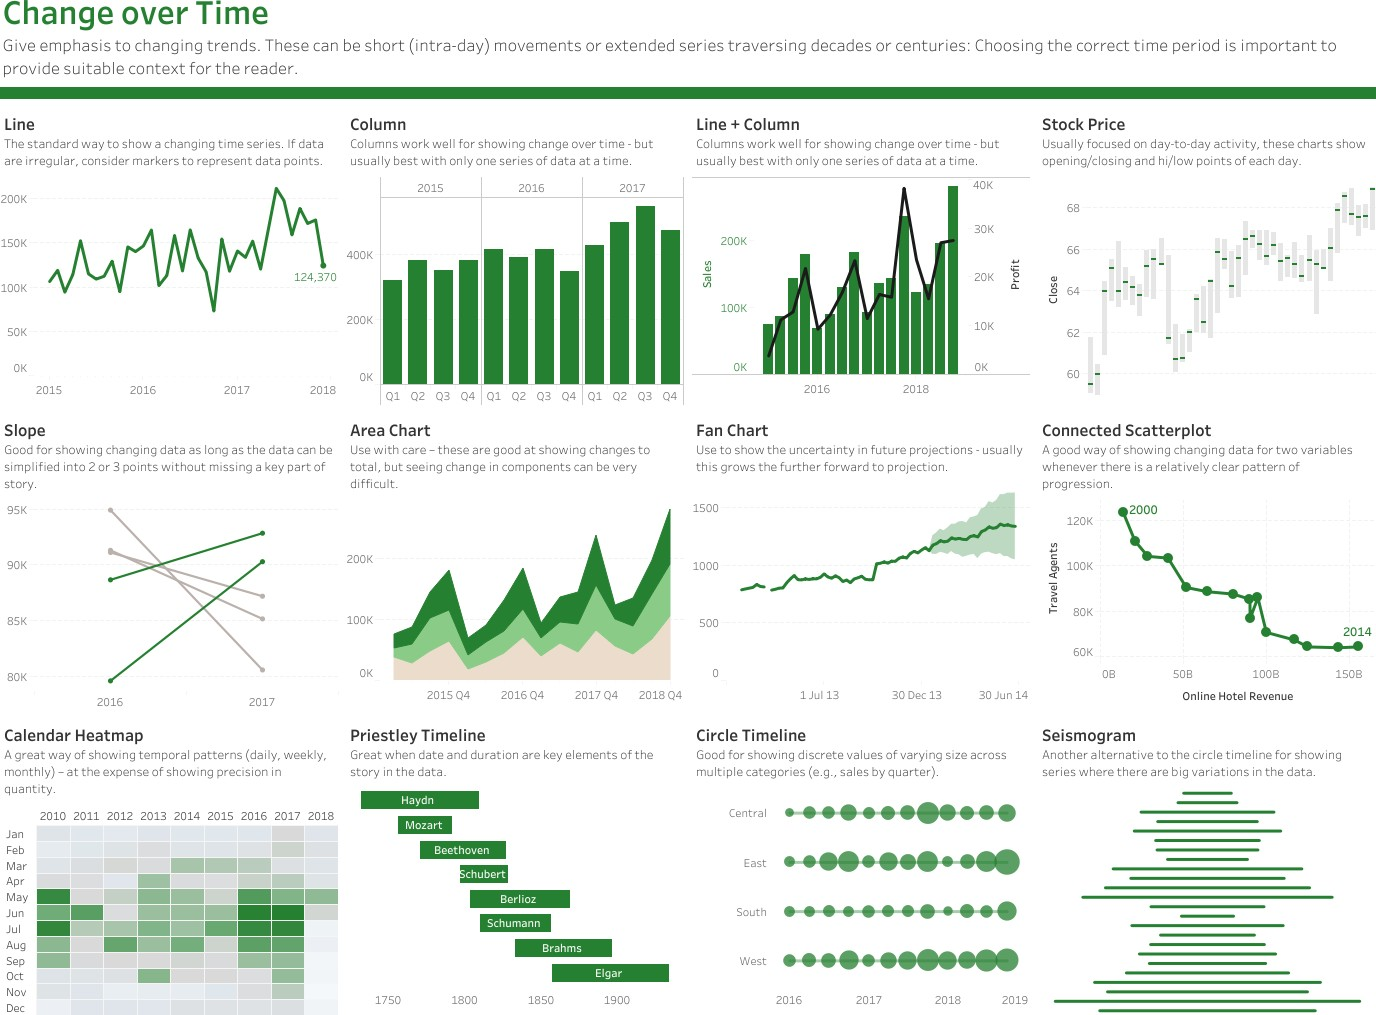 Change over Time
Give emphasis to changing trends. These can be short (intra-day) movements or extended series traversing decades or centuries: Choosing the correct time period is important to
provide suitable context for the reader.
Line
The standard way to show a changing time series. If data
are irregular, consider markers to represent data points.
200K
150K
100K
50K
0K
124,370
2015 2016 2017 2018
Column
Columns work well for showing change over time - but
usually best with only one series of data at a time.
2015 2016 2017
400K
200K
0K
Q1 Q2 Q3 Q4 Q1 Q2 Q3 Q4 Q1 Q2 Q3 Q4
Line + Column
Columns work well for showing change over time - but
usually best with only one series of data at a time.
Sales
200K
100K
0K
40K
30K
20K
10K
0K
Profit
2016 2018
Stock Price
Usually focused on day-to-day activity, these charts show
opening/closing and hi/low points of each day.
Close
68
66
64
62
60
Slope
Good for showing changing data as long as the data can be
simplified into 2 or 3 points without missing a key part of
story.
95K
90K
85K
80K
2016 2017
Area Chart
Use with care – these are good at showing changes to
total, but seeing change in components can be very
difficult.
200K
100K
0K
2015 Q4 2016 Q4 2017 Q4 2018 Q4
Fan Chart
Use to show the uncertainty in future projections - usually
this grows the further forward to projection.
1500
1000
500
0
1 Jul 13 30 Dec 13 30 Jun 14
Connected Scatterplot
A good way of showing changing data for two variables
whenever there is a relatively clear pattern of
progression.
Travel Agents
120K
100K
80K
60K
2000
2014
0B 50B 100B 150B
Online Hotel Revenue
Calendar Heatmap
A great way of showing temporal patterns (daily, weekly,
monthly) – at the expense of showing precision in
quantity.
2010 2011 2012 2013 2014 2015 2016 2017 2018
Jan
Feb
Mar
Apr
May
Jun
Jul
Aug
Sep
Oct
Nov
Dec
Priestley Timeline
Great when date and duration are key elements of the
story in the data.
Haydn
Mozart
Beethoven
Schubert
Berlioz
Schumann
Brahms
Elgar
1750 1800 1850 1900
Circle Timeline
Good for showing discrete values of varying size across
multiple categories (e.g., sales by quarter).
Central
East
South
West
2016 2017 2018 2019
Seismogram
Another alternative to the circle timeline for showing
series where there are big variations in the data.